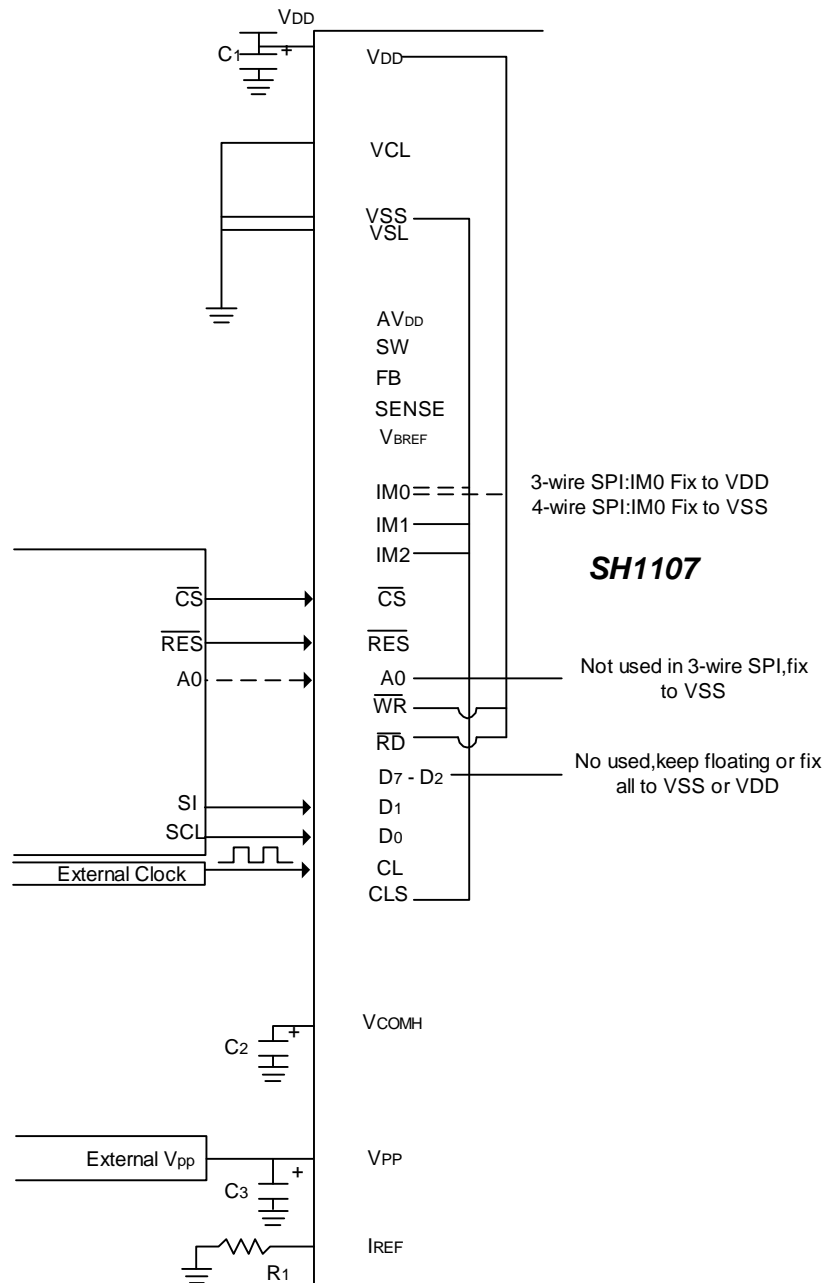 VDD
C1
+
VDD
VCL
VSS
VSL
AVDD
SW
FB
SENSE
VBREF
IM0
3-wire SPI:IM0 Fix to VDD
4-wire SPI:IM0 Fix to VSS
IM1
IM2
SH1107
CS
CS
RES
RES
A0
A0
Not used in 3-wire SPI,fix
to VSS
WR
RD
D7 - D2
No used,keep floating or fix
all to VSS or VDD
SI
D1
SCL
D0
External Clock
CL
CLS
VCOMH
+
C2
External Vpp
VPP
+
C3
IREF
R1